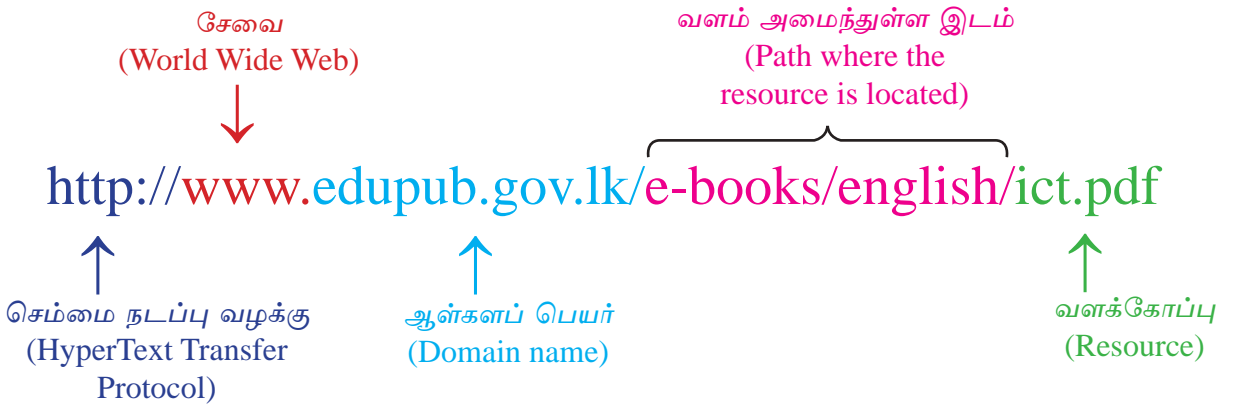 சேவை
(World Wide Web)
வளம் அமைந்துள்ள இடம்
(Path where the
resource is located)
http://www.edupub.gov.lk/e-books/english/ict.pdf
செம்மை நடப்பு வழக்கு
(HyperText Transfer
Protocol)
ஆள்களப் பெயர்
(Domain name)
வளக்கோப்பு
(Resource)